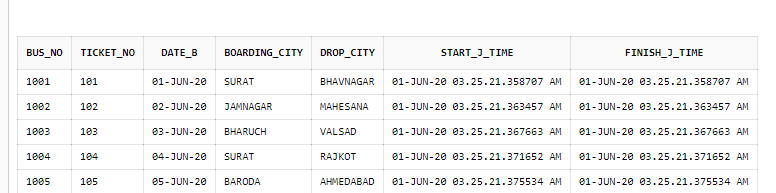 BUS_NO TICKET_NO DATE_B BOARDING_CITY DROP_CITY START_J_TIME FINISH_J_TIME
1001 101 01-JUN-20 SURAT BHAVNAGAR 01-JUN-20 03.25.21.358707 AM 01-JUN-20 03.25.21.358707 AM
1002 102 02-JUN-20 JAMNAGAR MAHESANA 01-JUN-20 03.25.21.363457 AM 01-JUN-20 03.25.21.363457 AM
1003 103 03-JUN-20 BHARUCH VALSAD 01-JUN-20 03.25.21.367663 AM 01-JUN-20 03.25.21.367663 AM
1004 104 04-JUN-20 SURAT RAJKOT 01-JUN-20 03.25.21.371652 AM 01-JUN-20 03.25.21.371652 AM
1005 105 05-JUN-20 BARODA AHMEDABAD 01-JUN-20 03.25.21.375534 AM 01-JUN-20 03.25.21.375534 AM